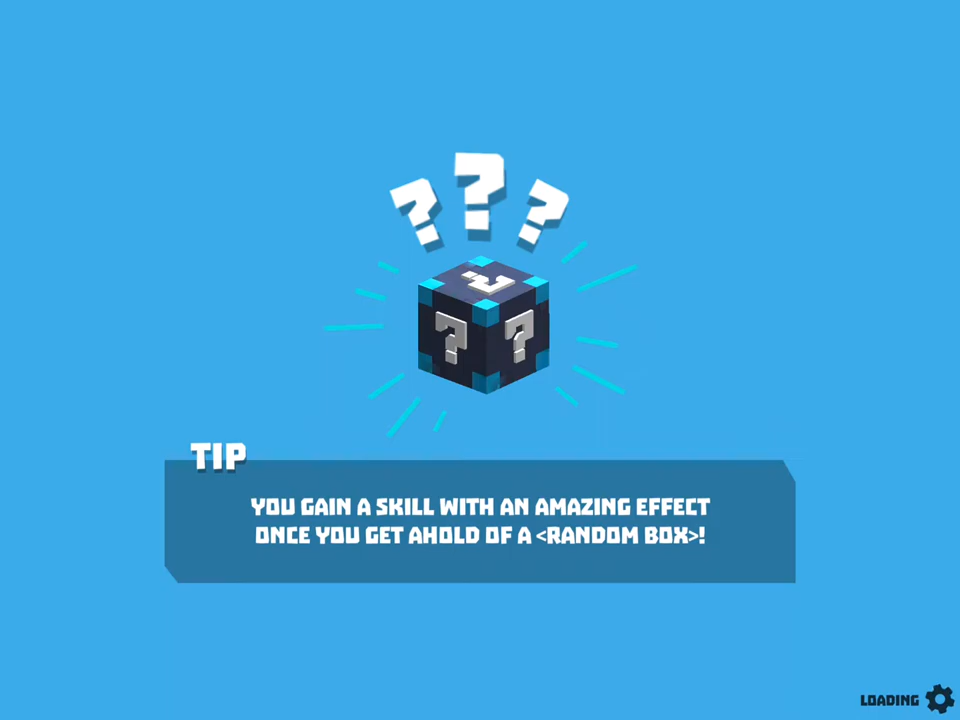 ? ? ?
? ? ?
TIP
YOU GAIN A SKILL WITH AN AMAZING EFFECT
ONCE YOU GET AHOLD OF A <RANDOM BOX>!
LOADING